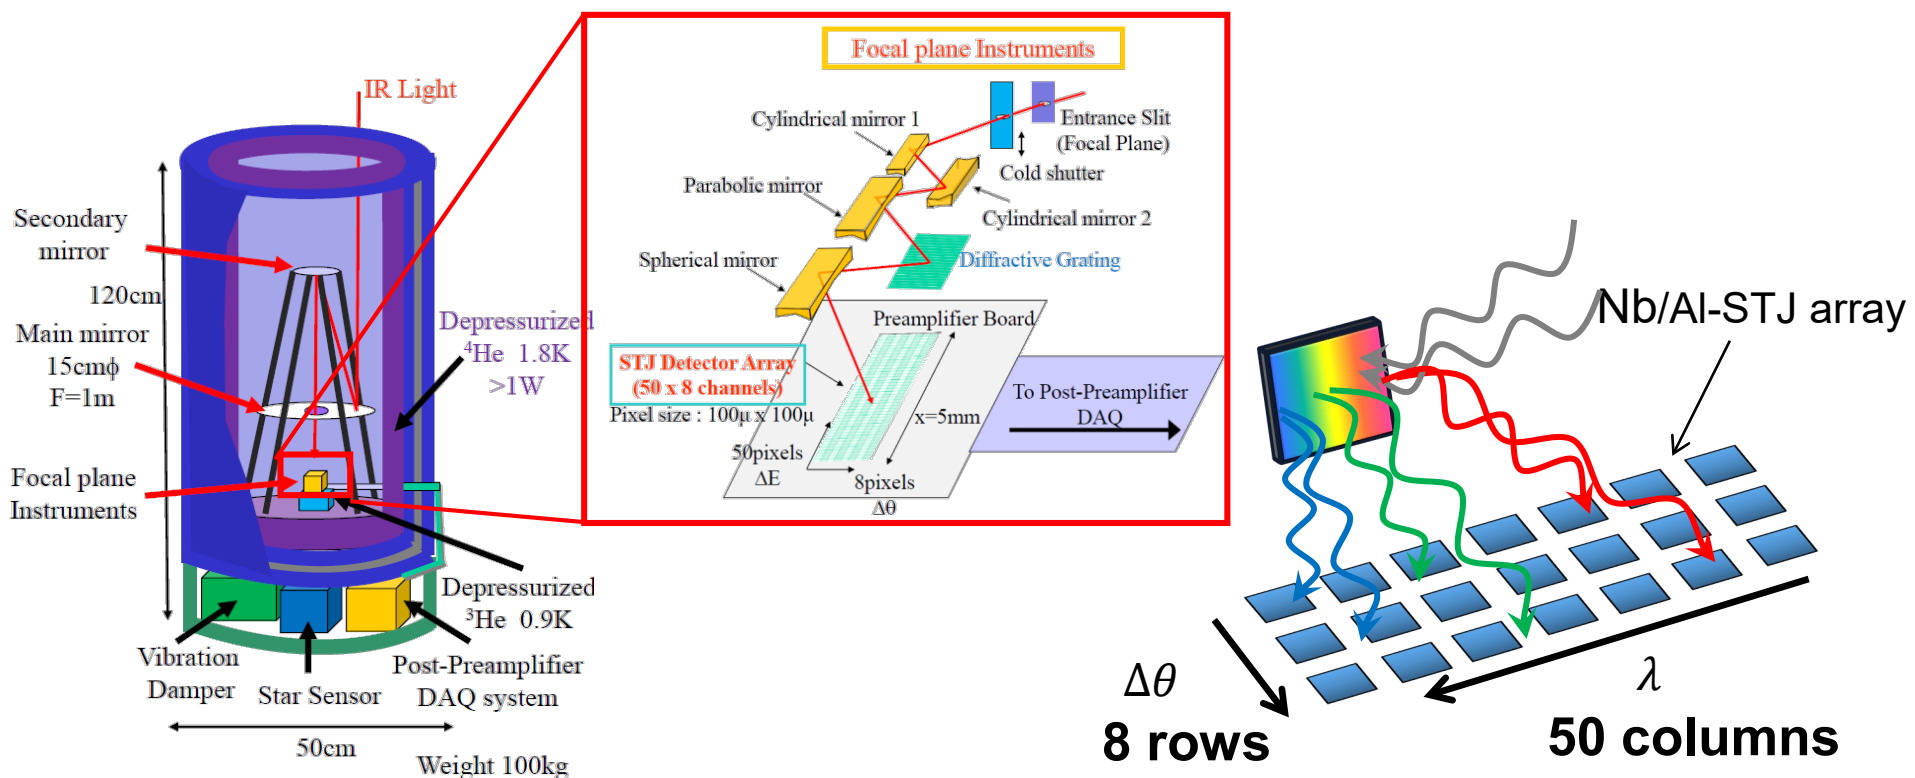 IR Light
Secondary
mirror
120cm
Main mirror
15cmϕ
F=1m
Depressurized
⁴He 1.8K
>1W
Focal plane
Instruments
Depressurized
³He 0.9K
Vibration
Damper
Star Sensor
Post-Preamplifier
DAQ system
50cm
Weight 100kg
Focal plane Instruments
Cylindrical mirror 1
Entrance Slit
(Focal Plane)
Cold shutter
Parabolic mirror
Cylindrical mirror 2
Spherical mirror
Diffractive Grating
Preamplifier Board
STJ Detector Array
(50 x 8 channels)
Pixel size : 100μ x 100μ
x=5mm
To Post-Preamplifier
DAQ
50pixels
ΔE
8pixels
Δθ
Nb/Al-STJ array
Δθ
8 rows
λ
50 columns